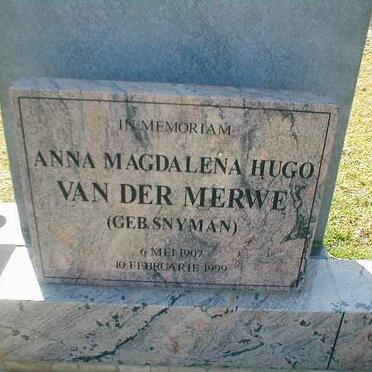 IN MEMORIAM
ANNA MAGDALENA HUGO
VAN DER MERWE
(GEB. SNYMAN)
6 MEI 1907
10 FEBRUARIE 1999